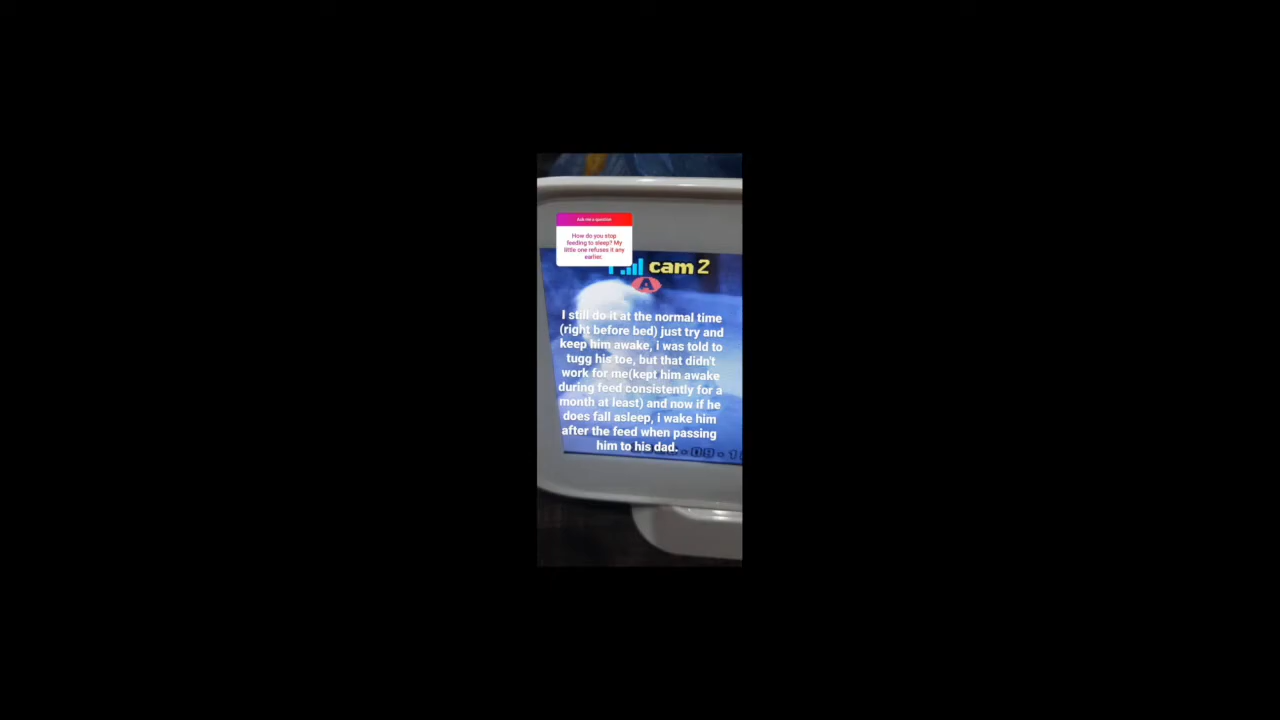 Ask me a question
How do you stop
feeding to sleep? My
little one refuses it any
earlier.
cam 2
A
I still do it at the normal time
(right before bed) just try and
keep him awake, i was told to
tugg his toe, but that didn't
work for me(kept him awake
during feed consistently for a
month at least) and now if he
does fall asleep, i wake him
after the feed when passing
him to his dad.